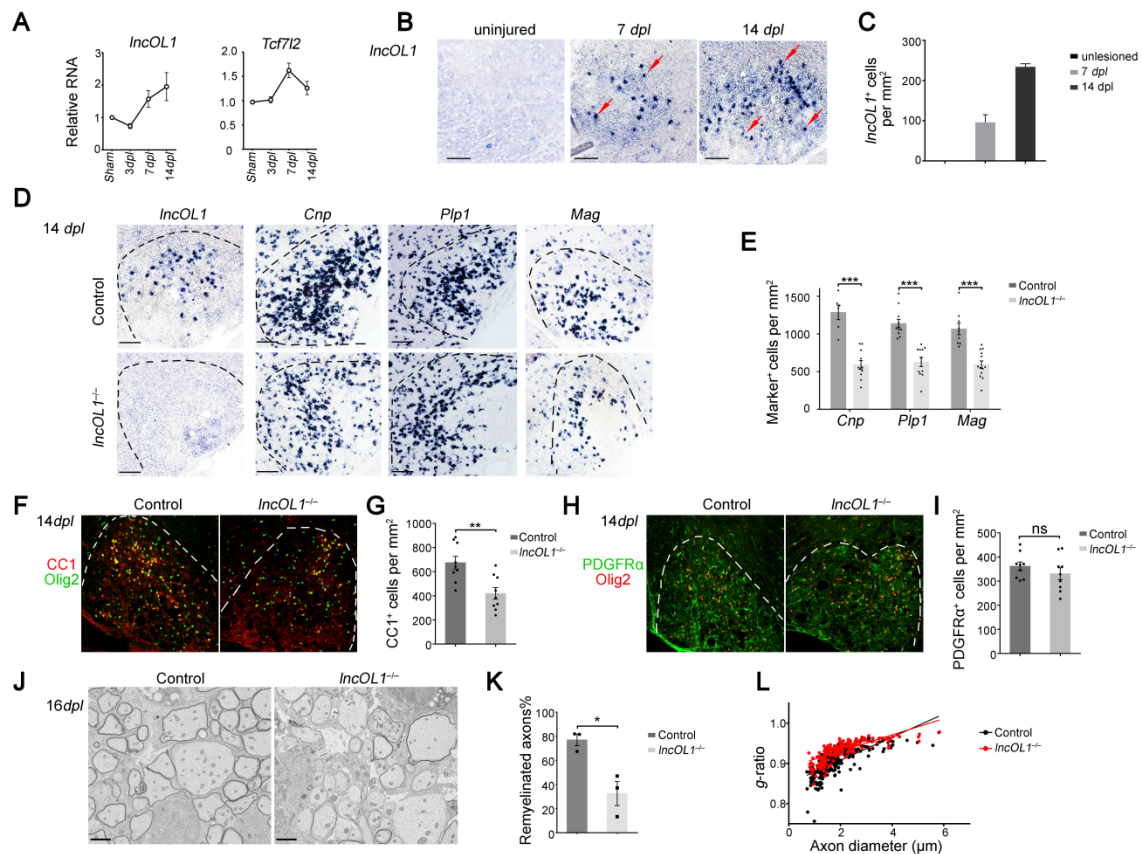 A
lncOL1
Tcf7l2
Relative RNA
3
2
1
0
2.0
1.5
1.0
0
Sham
3dpl
7dpl
14dpl
Sham
3dpl
7dpl
14dpl
B
lncOL1
uninjured
7 dpl
14 dpl
C
lncOL1+ cells per mm2
300
200
100
0
unlesioned
7 dpl
14 dpl
D
14 dpl
lncOL1
Cnp
Plp1
Mag
Control
lncOL1–/–
E
Marker+ cells per mm2
1500
1000
500
0
***
***
***
Control
lncOL1–/–
Cnp
Plp1
Mag
F
14dpl
Control
lncOL1–/–
CC1
Olig2
G
CC1+ cells per mm2
1000
800
600
400
200
0
**
Control
lncOL1–/–
H
14dpl
Control
lncOL1–/–
PDGFRα
Olig2
I
PDGFRα+ cells per mm2
500
400
300
200
100
0
ns
Control
lncOL1–/–
J
16dpl
Control
lncOL1–/–
K
Remyelinated axons%
100
80
60
40
20
0
*
Control
lncOL1–/–
L
g-ratio
1.0
0.9
0.8
0
2
4
6
Axon diameter (μm)
Control
lncOL1–/–